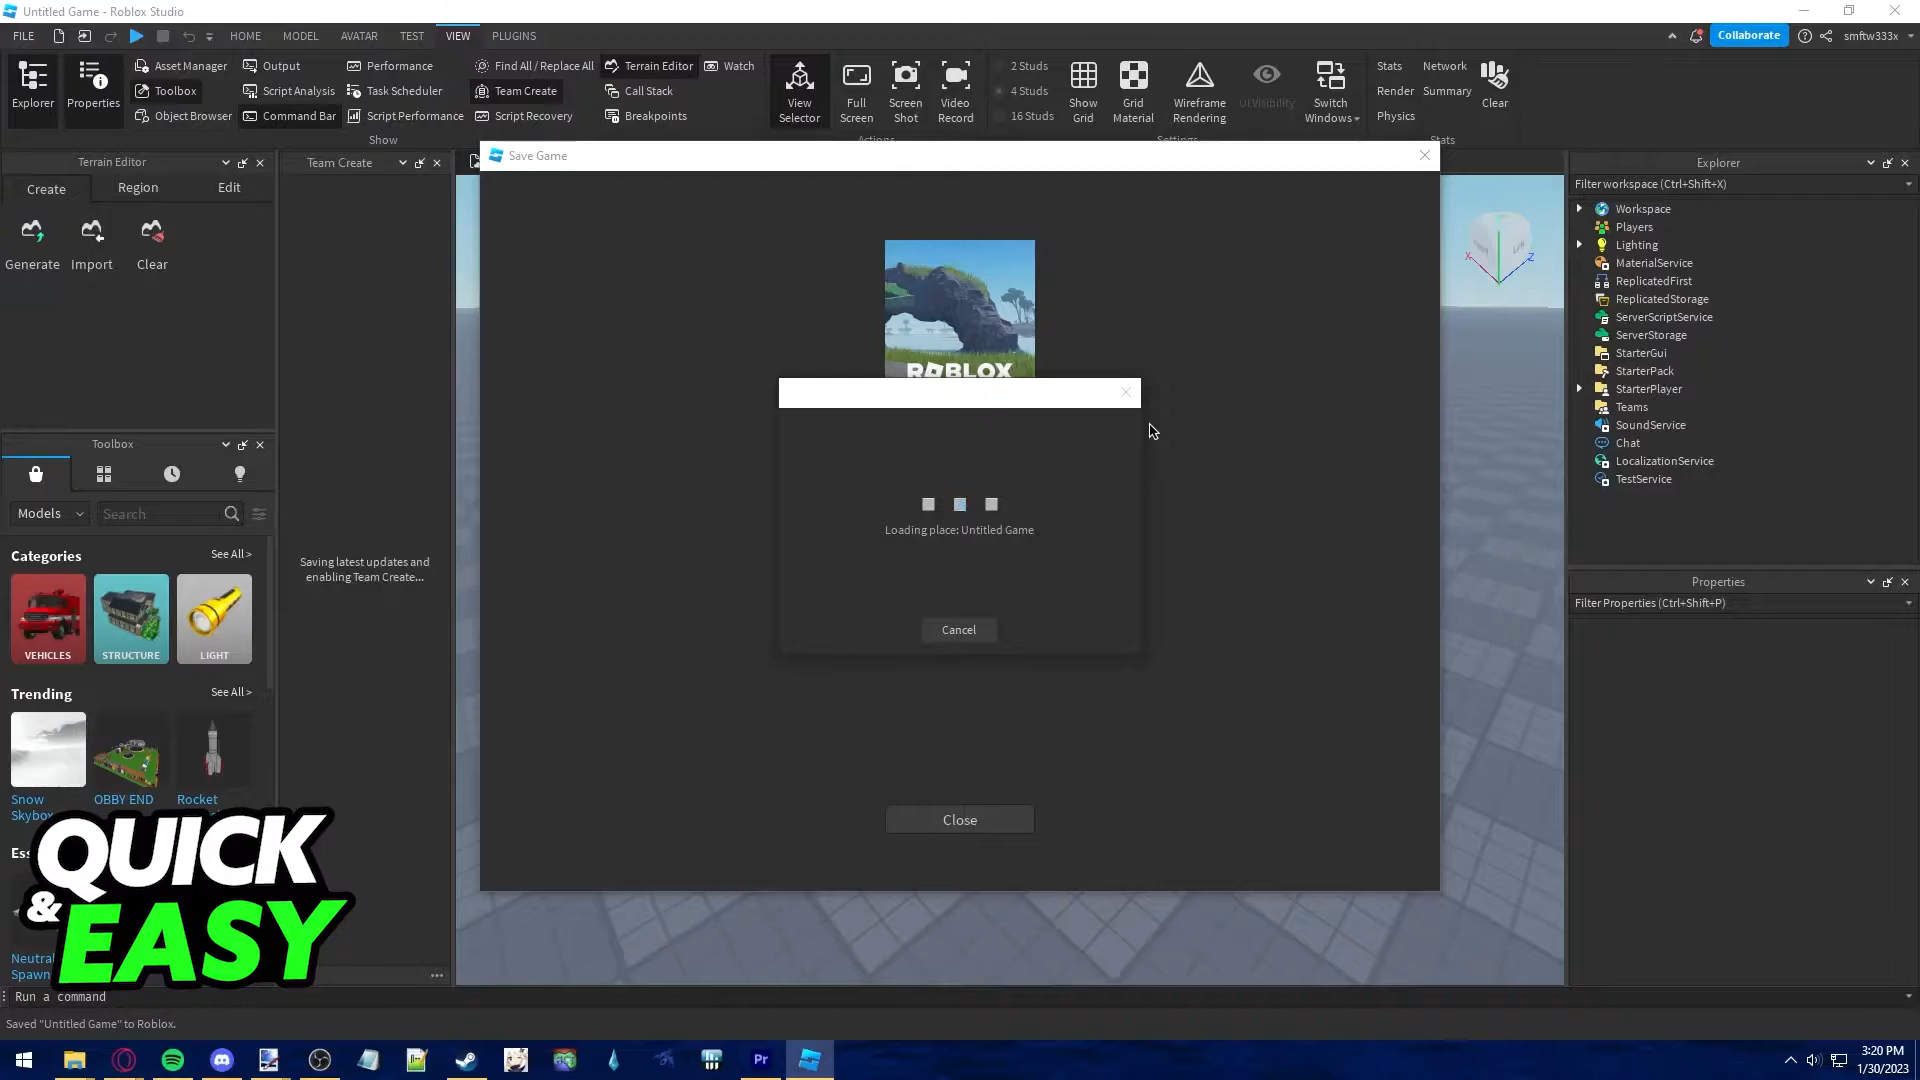 Untitled Game - Roblox Studio
FILE HOME MODEL AVATAR TEST VIEW PLUGINS Collaborate smftw333x
Explorer
Properties
Asset Manager
Toolbox
Object Browser
Output
Script Analysis
Command Bar
Performance
Task Scheduler
Script Performance
Find All / Replace All
Team Create
Script Recovery
Terrain Editor
Call Stack
Breakpoints
Watch
Show
View
Selector
Full
Screen
Screen
Shot
Video
Record
Actions
2 Studs
4 Studs
16 Studs
Show
Grid
Grid
Material
Wireframe
Rendering
UI Visibility
Switch
Windows
Settings
Stats
Render
Physics
Network
Summary
Clear
Stats
Terrain Editor
Create Region Edit
Generate Import Clear
Team Create
Saving latest updates and
enabling Team Create...
Save Game
ROBLOX
Loading place: Untitled Game
Cancel
Close
X
Z
Toolbox
Models Search
Categories See All >
VEHICLES STRUCTURE LIGHT
Trending See All >
Snow
Skybox
OBBY END
Rocket
Ess
Neutral
Spawn
QUICK
& EASY
Explorer
Filter workspace (Ctrl+Shift+X)
Workspace
Players
Lighting
MaterialService
ReplicatedFirst
ReplicatedStorage
ServerScriptService
ServerStorage
StarterGui
StarterPack
StarterPlayer
Teams
SoundService
Chat
LocalizationService
TestService
Properties
Filter Properties (Ctrl+Shift+P)
Run a command
Saved "Untitled Game" to Roblox.
Pr
3:20 PM
1/30/2023